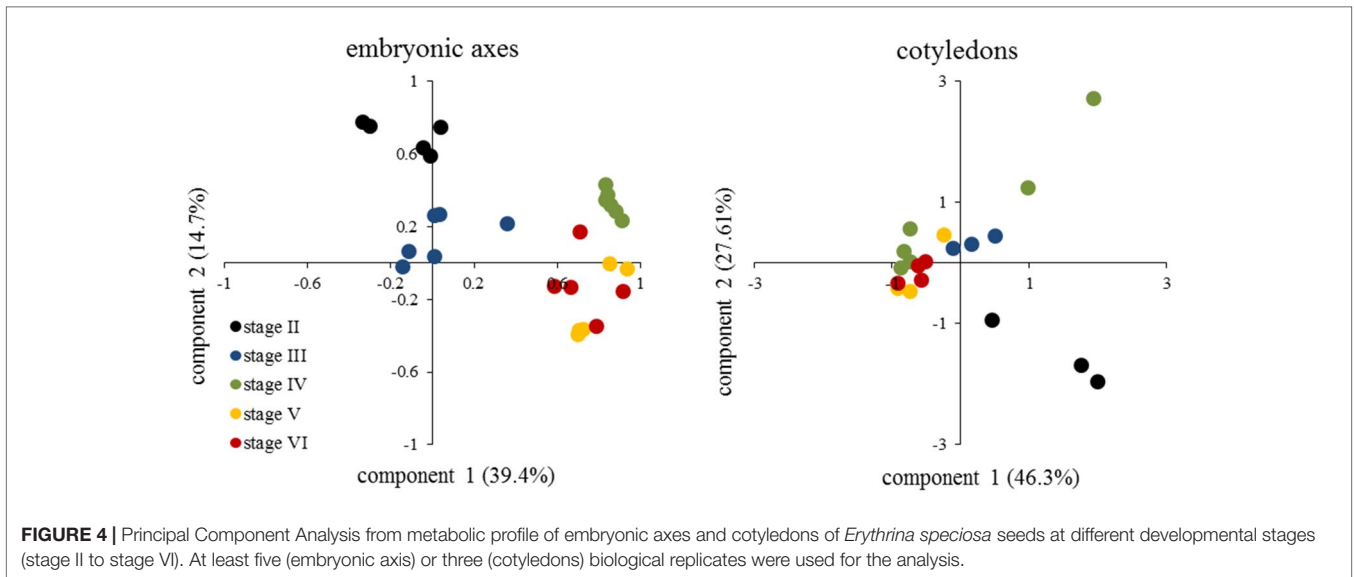 embryonic axes
1
0.6
0.2
-1 -0.6 -0.2 0.2 0.6 1
-0.2
-0.6
-1
component 2 (14.7%)
component 1 (39.4%)
stage II
stage III
stage IV
stage V
stage VI
cotyledons
3
1
-3 -1 1 3
-1
-3
component 2 (27.61%)
component 1 (46.3%)
FIGURE 4 | Principal Component Analysis from metabolic profile of embryonic axes and cotyledons of Erythrina speciosa seeds at different developmental stages
(stage II to stage VI). At least five (embryonic axis) or three (cotyledons) biological replicates were used for the analysis.